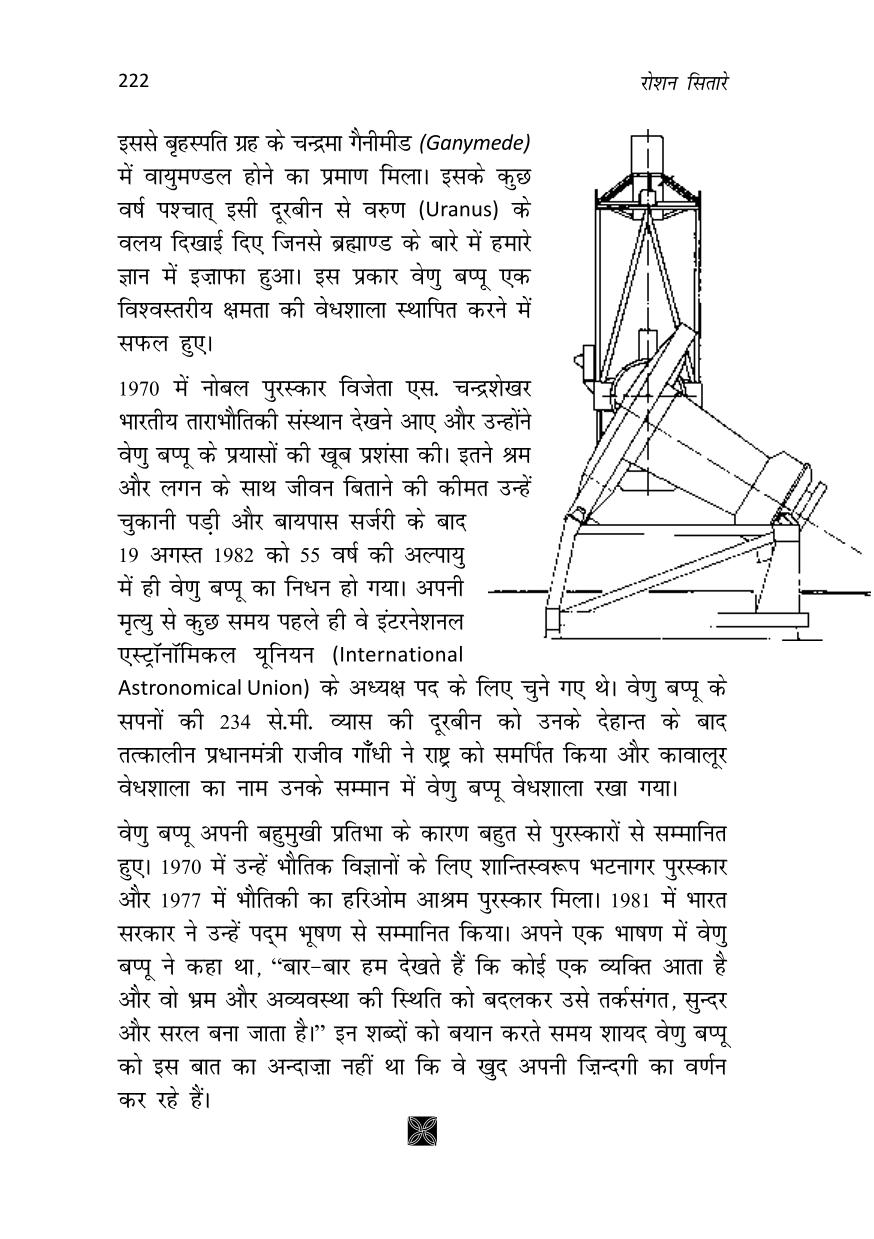 222
रोशन सितारे
इससे बृहस्पति ग्रह के चन्द्रमा गैनीमीड (Ganymede)
में वायुमण्डल होने का प्रमाण मिला। इसके कुछ
वर्ष पश्चात् इसी दूरबीन से वरुण (Uranus) के
वलय दिखाई दिए जिनसे ब्रह्माण्ड के बारे में हमारे
ज्ञान में इज़ाफा हुआ। इस प्रकार वेणु बप्पू एक
विश्वस्तरीय क्षमता की वेधशाला स्थापित करने में
सफल हुए।
1970 में नोबल पुरस्कार विजेता एस. चन्द्रशेखर
भारतीय ताराभौतिकी संस्थान देखने आए और उन्होंने
वेणु बप्पू के प्रयासों की खूब प्रशंसा की। इतने श्रम
और लगन के साथ जीवन बिताने की कीमत उन्हें
चुकानी पड़ी और बायपास सर्जरी के बाद
19 अगस्त 1982 को 55 वर्ष की अल्पायु
में ही वेणु बप्पू का निधन हो गया। अपनी
मृत्यु से कुछ समय पहले ही वे इंटरनेशनल
एस्ट्रॉनॉमिकल यूनियन (International
Astronomical Union) के अध्यक्ष पद के लिए चुने गए थे। वेणु बप्पू के
सपनों की 234 से.मी. व्यास की दूरबीन को उनके देहान्त के बाद
तत्कालीन प्रधानमंत्री राजीव गाँधी ने राष्ट्र को समर्पित किया और कावालूर
वेधशाला का नाम उनके सम्मान में वेणु बप्पू वेधशाला रखा गया।
वेणु बप्पू अपनी बहुमुखी प्रतिभा के कारण बहुत से पुरस्कारों से सम्मानित
हुए। 1970 में उन्हें भौतिक विज्ञानों के लिए शान्तिस्वरूप भटनागर पुरस्कार
और 1977 में भौतिकी का हरिओम आश्रम पुरस्कार मिला। 1981 में भारत
सरकार ने उन्हें पद्म भूषण से सम्मानित किया। अपने एक भाषण में वेणु
बप्पू ने कहा था, “बार-बार हम देखते हैं कि कोई एक व्यक्ति आता है
और वो भ्रम और अव्यवस्था की स्थिति को बदलकर उसे तर्कसंगत, सुन्दर
और सरल बना जाता है।” इन शब्दों को बयान करते समय शायद वेणु बप्पू
को इस बात का अन्दाज़ा नहीं था कि वे खुद अपनी ज़िन्दगी का वर्णन
कर रहे हैं।